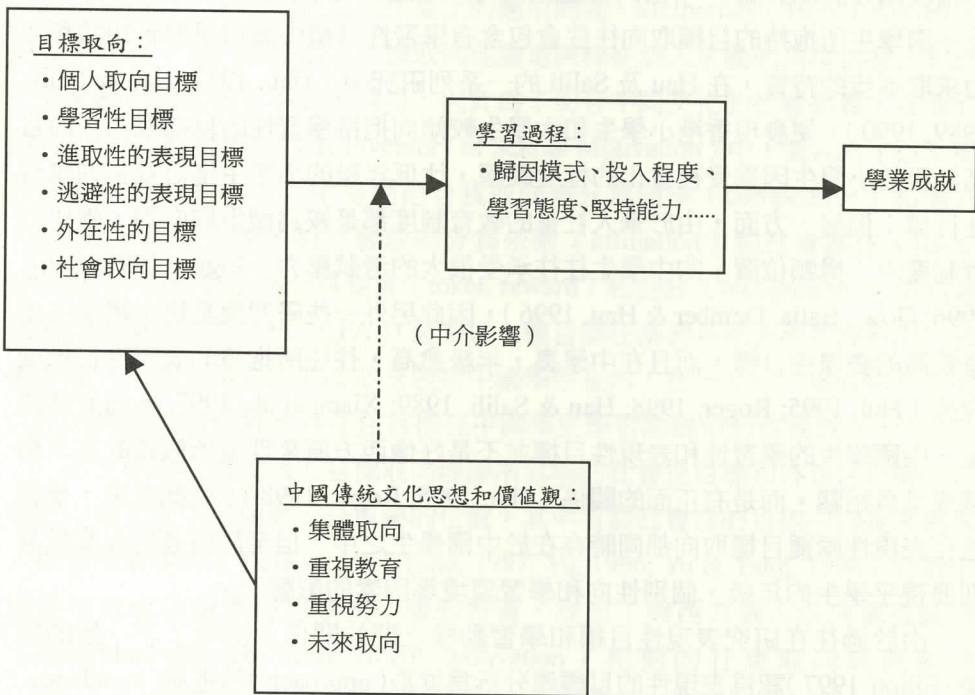 目標取向：
・個人取向目標
・學習性目標
・進取性的表現目標
・逃避性的表現目標
・外在性的目標
・社會取向目標
學習過程：
・歸因模式、投入程度、
學習態度、堅持能力......
學業成就
（中介影響）
中國傳統文化思想和價值觀：
・集體取向
・重視教育
・重視努力
・未來取向